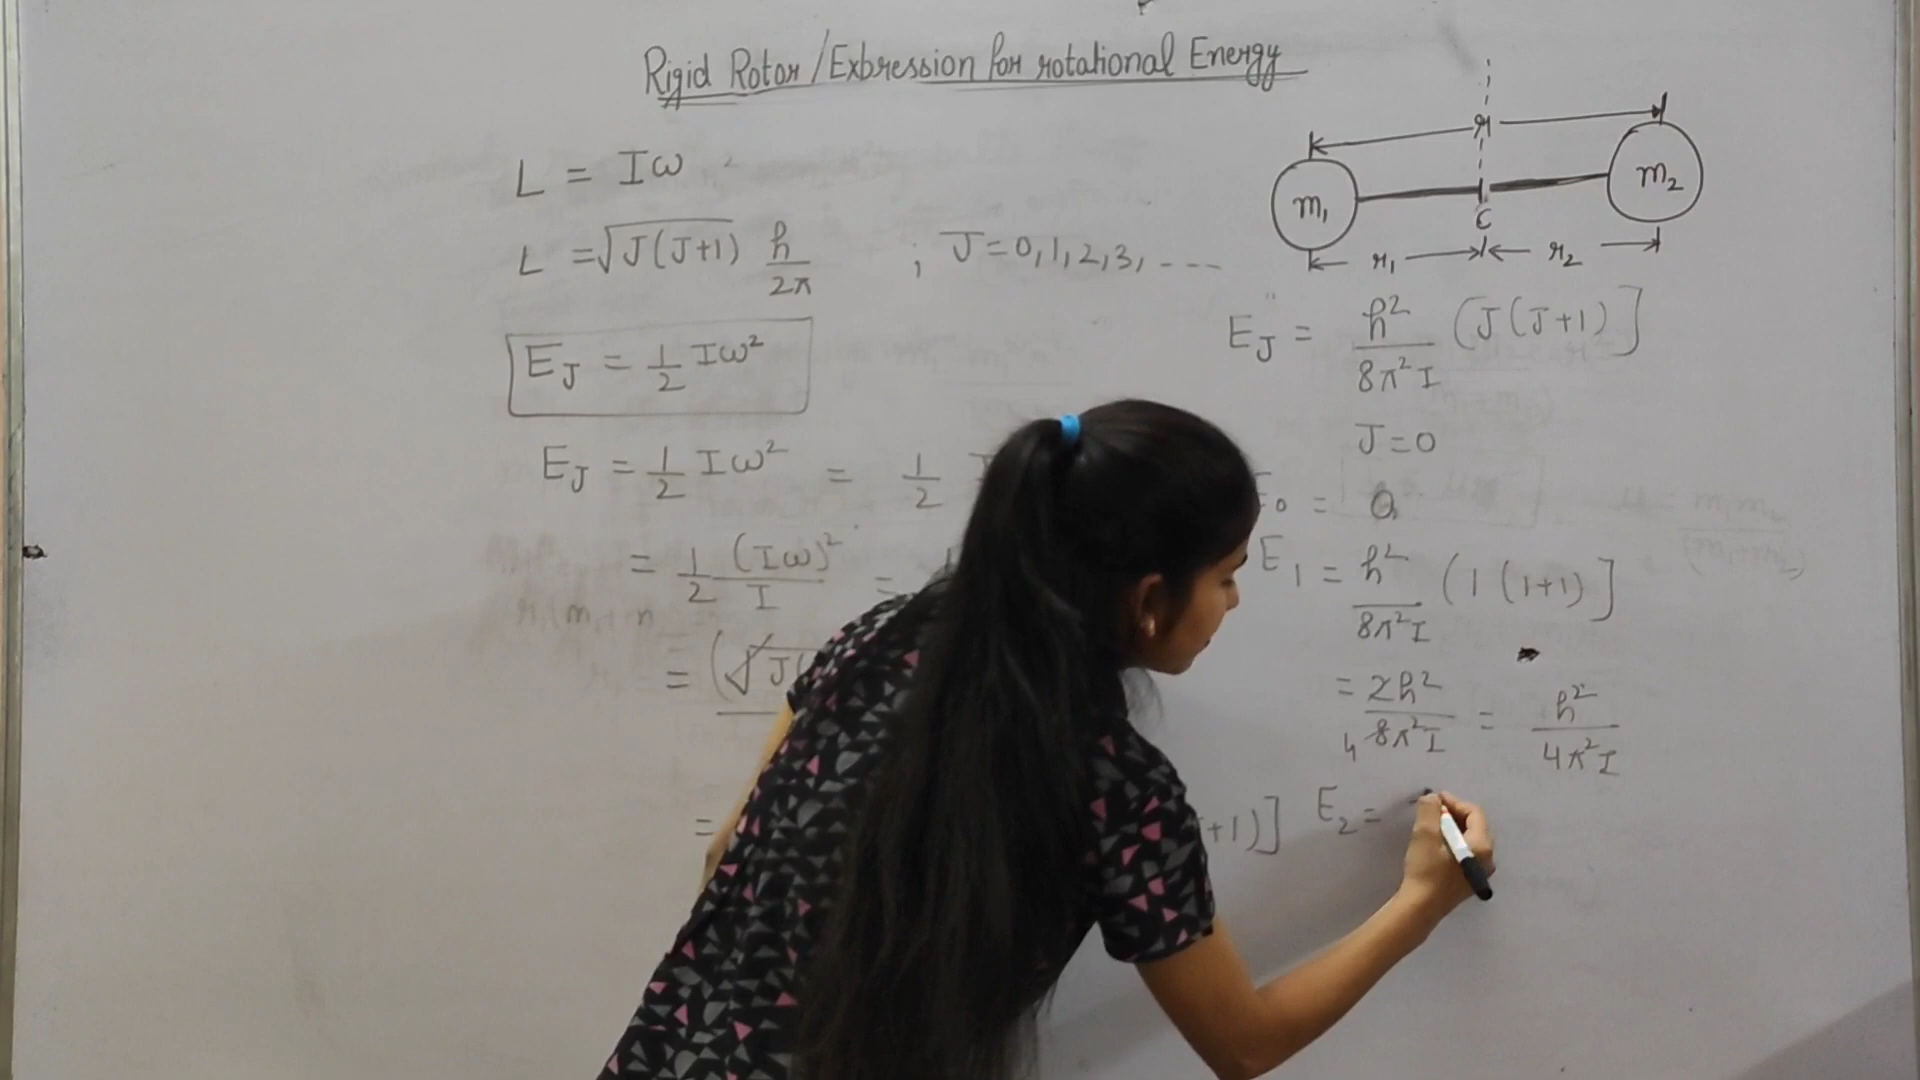 Rigid Rotor/Exbression for rotational Energy
L = Iω
L = √J(J+1) h/2π ; J=0,1,2,3, ----
E_J = 1/2 Iω²
E_J = 1/2 Iω² = 1/2
= 1/2 (Iω)²/I =
= (√J(
=
+1)]
r
m₁
m₂
C
r₁
r₂
E_J = h²/8π²I (J(J+1)]
J=0
E₀ = 0
E₁ = h²/8π²I (1(1+1)]
= 2h²/8π²I = h²/4π²I
4
E₂ =